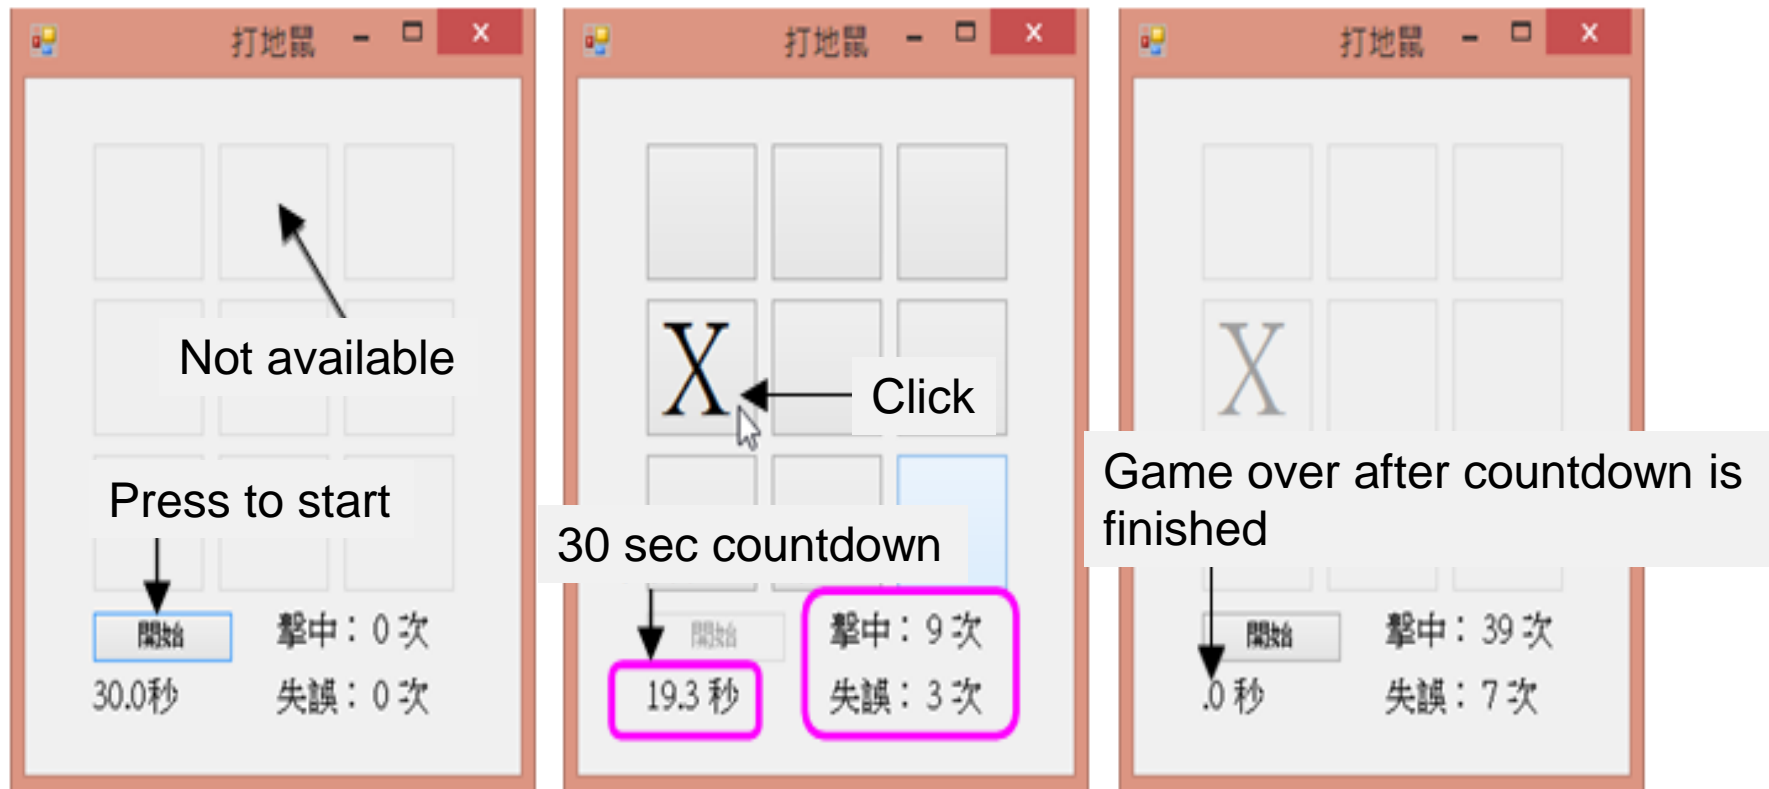 打地鼠
Not available
Press to start
開始
擊中：0 次
30.0秒
失誤：0 次
打地鼠
X
Click
30 sec countdown
開始
擊中：9 次
19.3 秒
失誤：3 次
打地鼠
X
Game over after countdown is
finished
開始
擊中：39 次
.0 秒
失誤：7 次